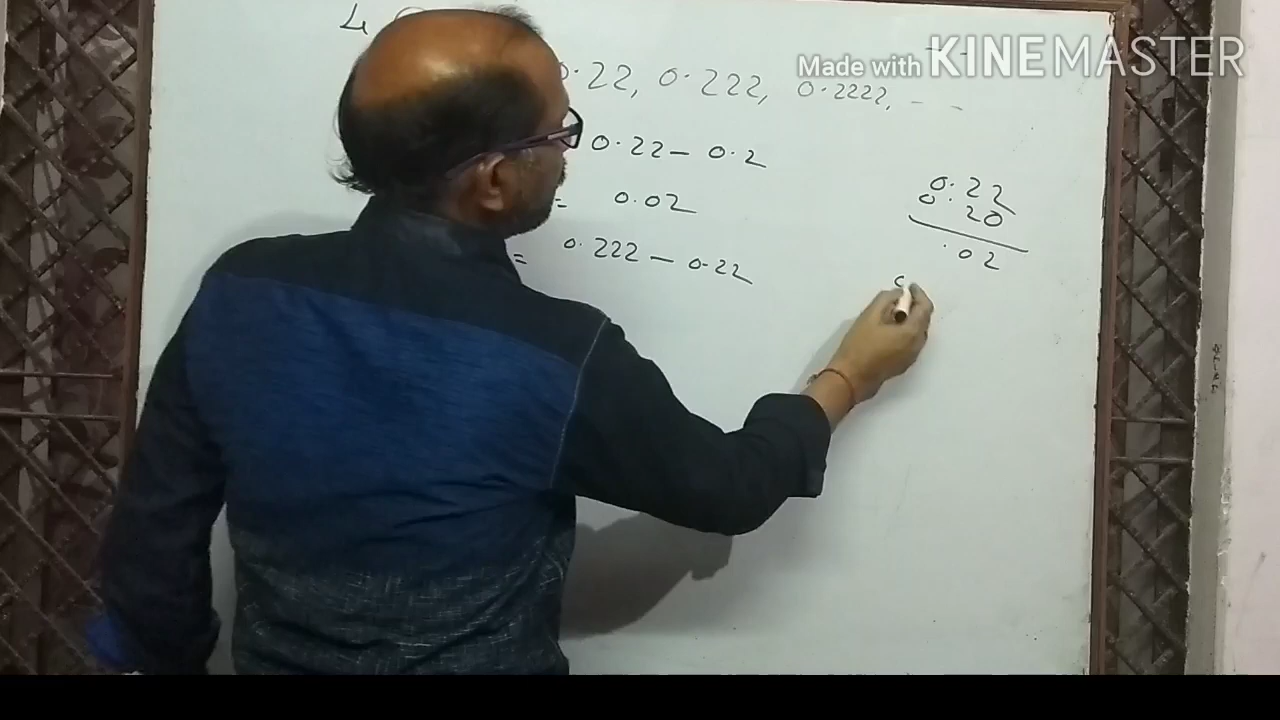 4
0.22, 0.222, 0.2222, - -
0.22 - 0.2
= 0.02
= 0.222 - 0.22
0.22
0.20
.02
Made with KINEMASTER